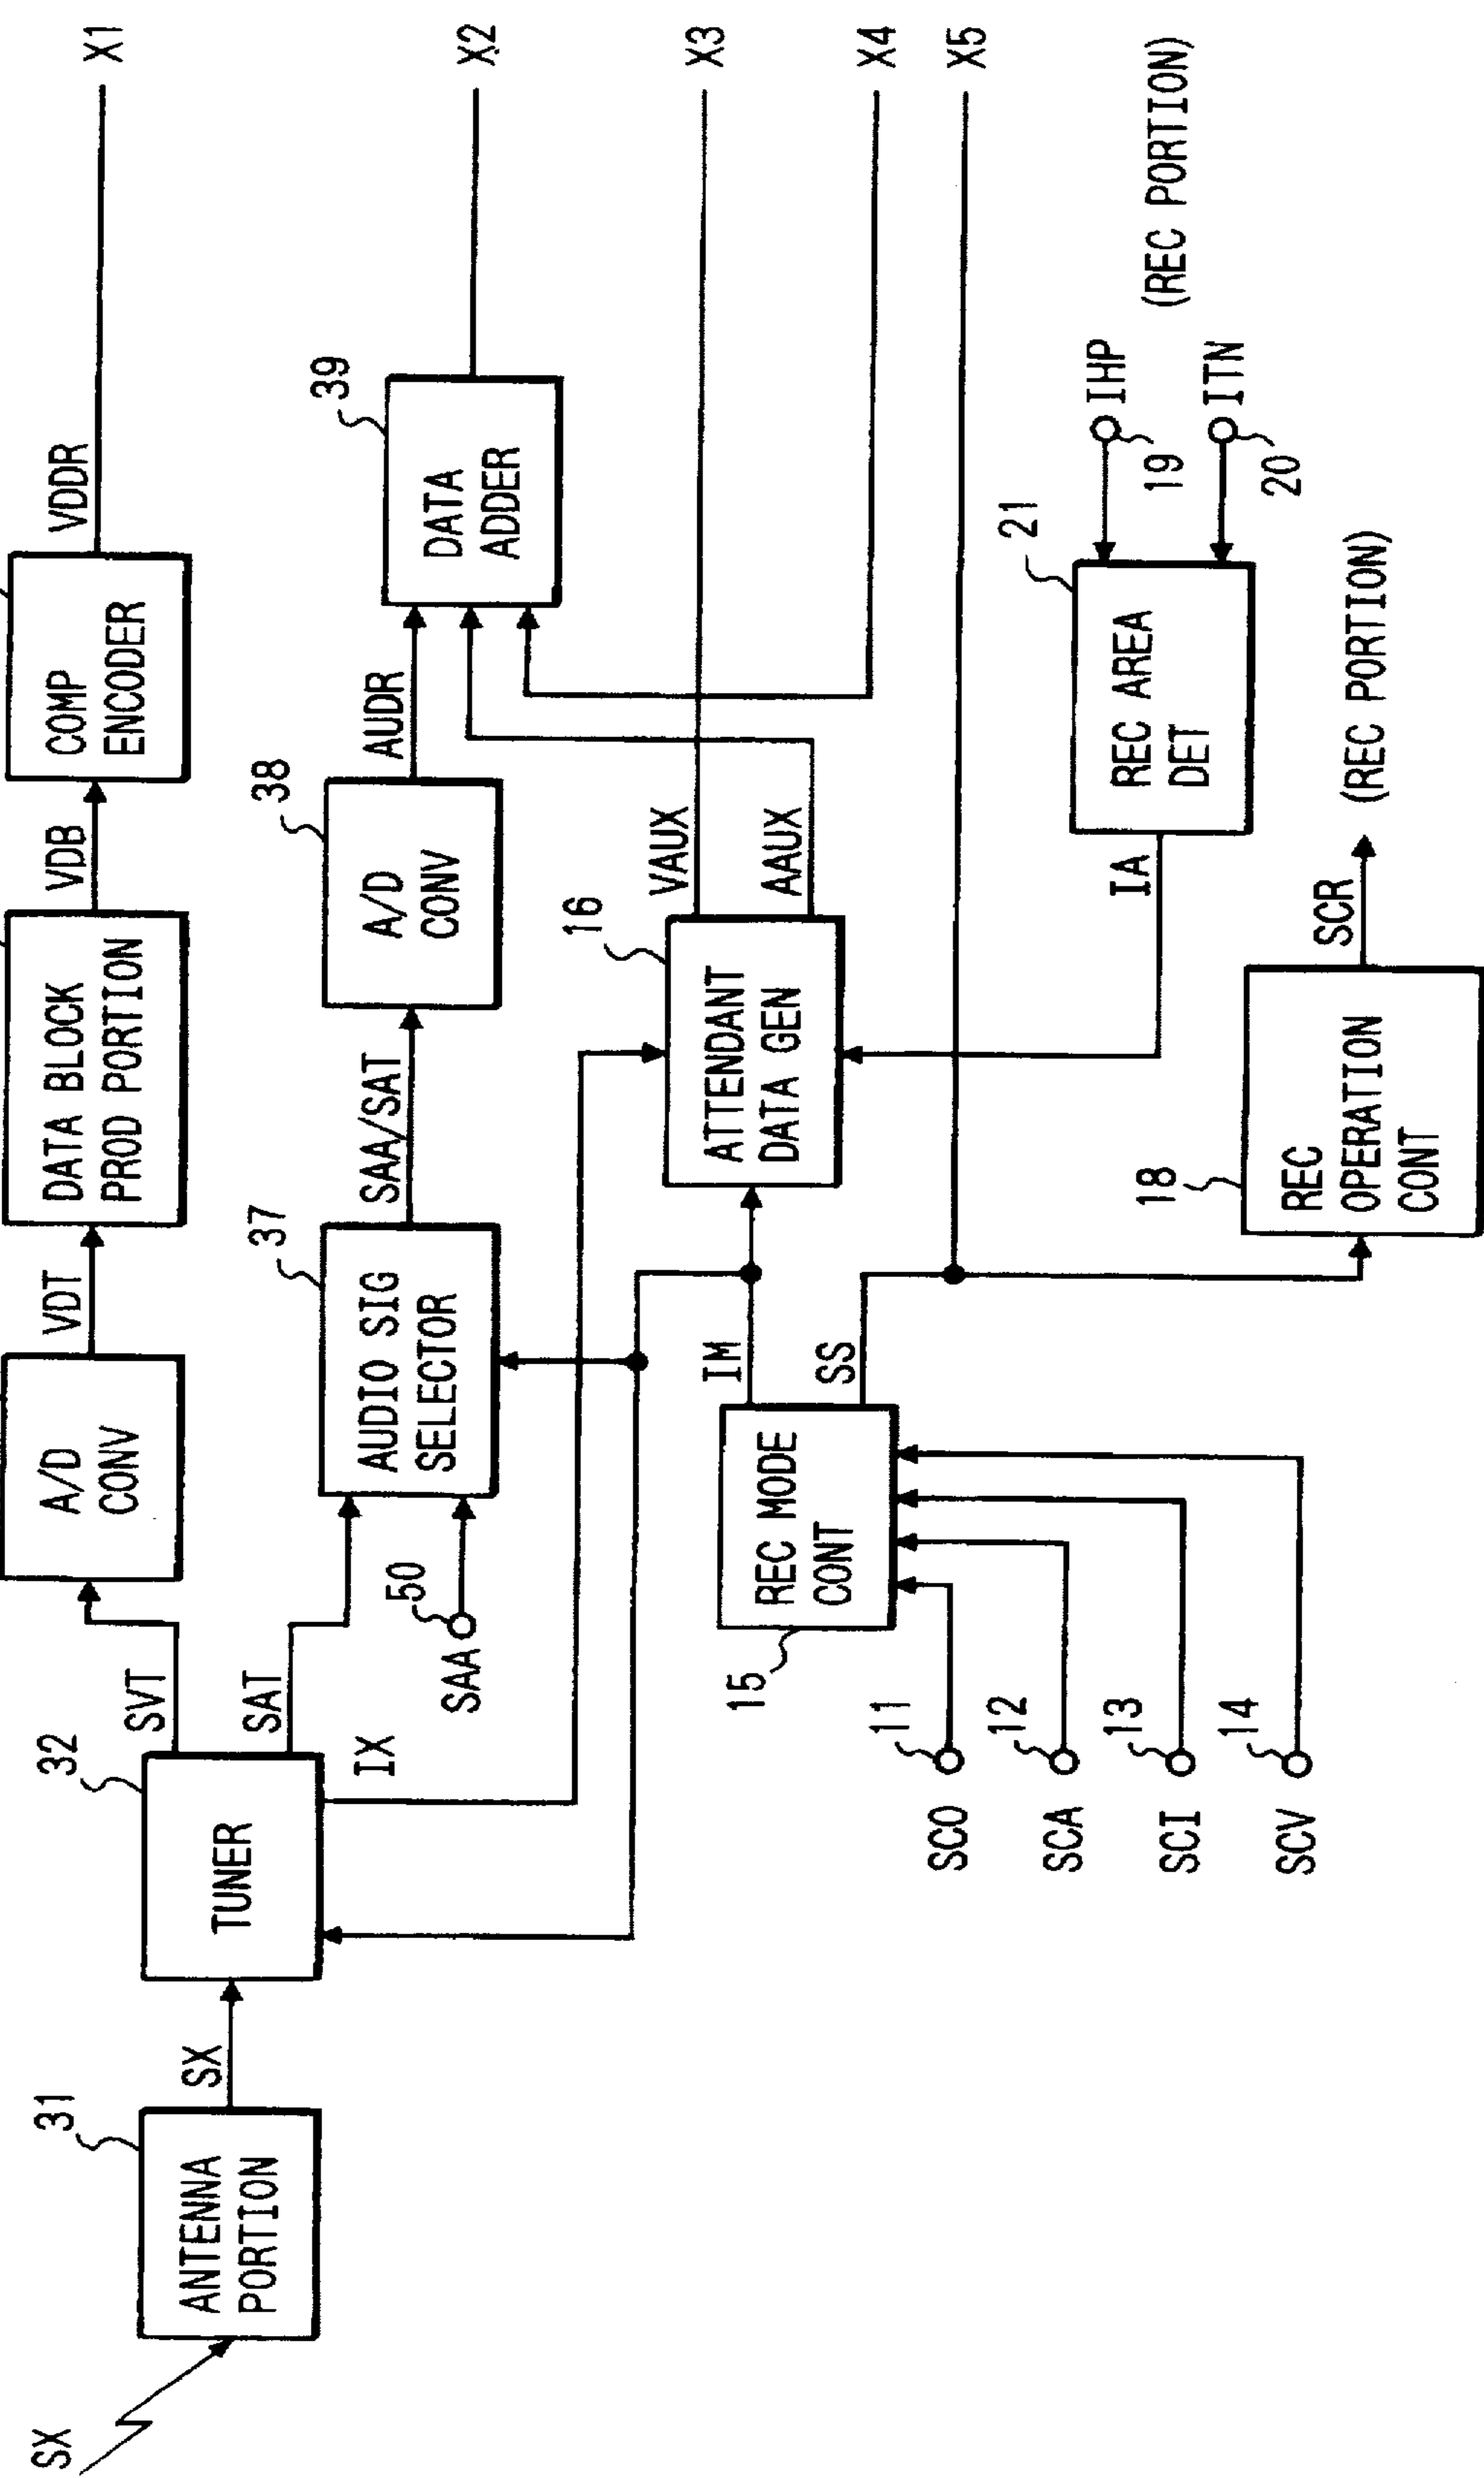 SX
31
ANTENNA
PORTION
SX
32
TUNER
SVT
SAT
IX
A/D
CONV
VDT
DATA BLOCK
PROD PORTION
VDB
COMP
ENCODER
VDDR
X1
SAA
50
37
AUDIO SIG
SELECTOR
SAA/SAT
38
A/D
CONV
AUDR
39
DATA
ADDER
X2
SCO
11
SCA
12
SCI
13
SCV
14
15
REC MODE
CONT
IM
SS
16
ATTENDANT
DATA GEN
VAUX
AAUX
X3
X4
X5
18
REC
OPERATION
CONT
SCR
(REC PORTION)
IA
21
REC AREA
DET
19
IHP
20
ITN
(REC PORTION)